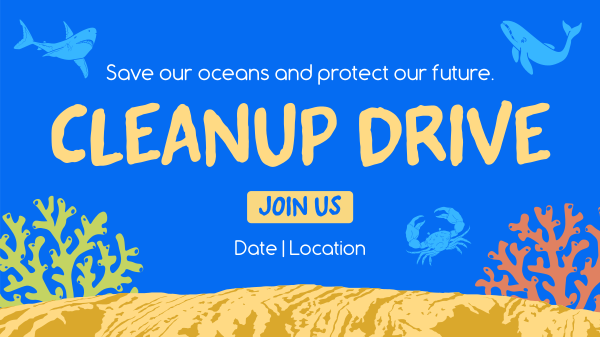 Save our oceans and protect our future.
CLEANUP DRIVE
JOIN US
Date | Location